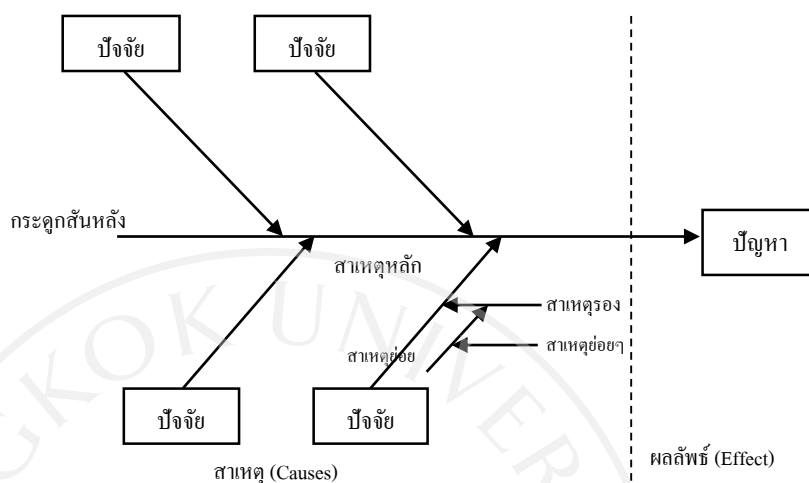 ปัจจัย
ปัจจัย
กระดูกสันหลัง
ปัญหา
สาเหตุหลัก
สาเหตุรอง
สาเหตุย่อย
สาเหตุย่อยๆ
ปัจจัย
ปัจจัย
สาเหตุ (Causes)
ผลลัพธ์ (Effect)
GKOK UNIVER